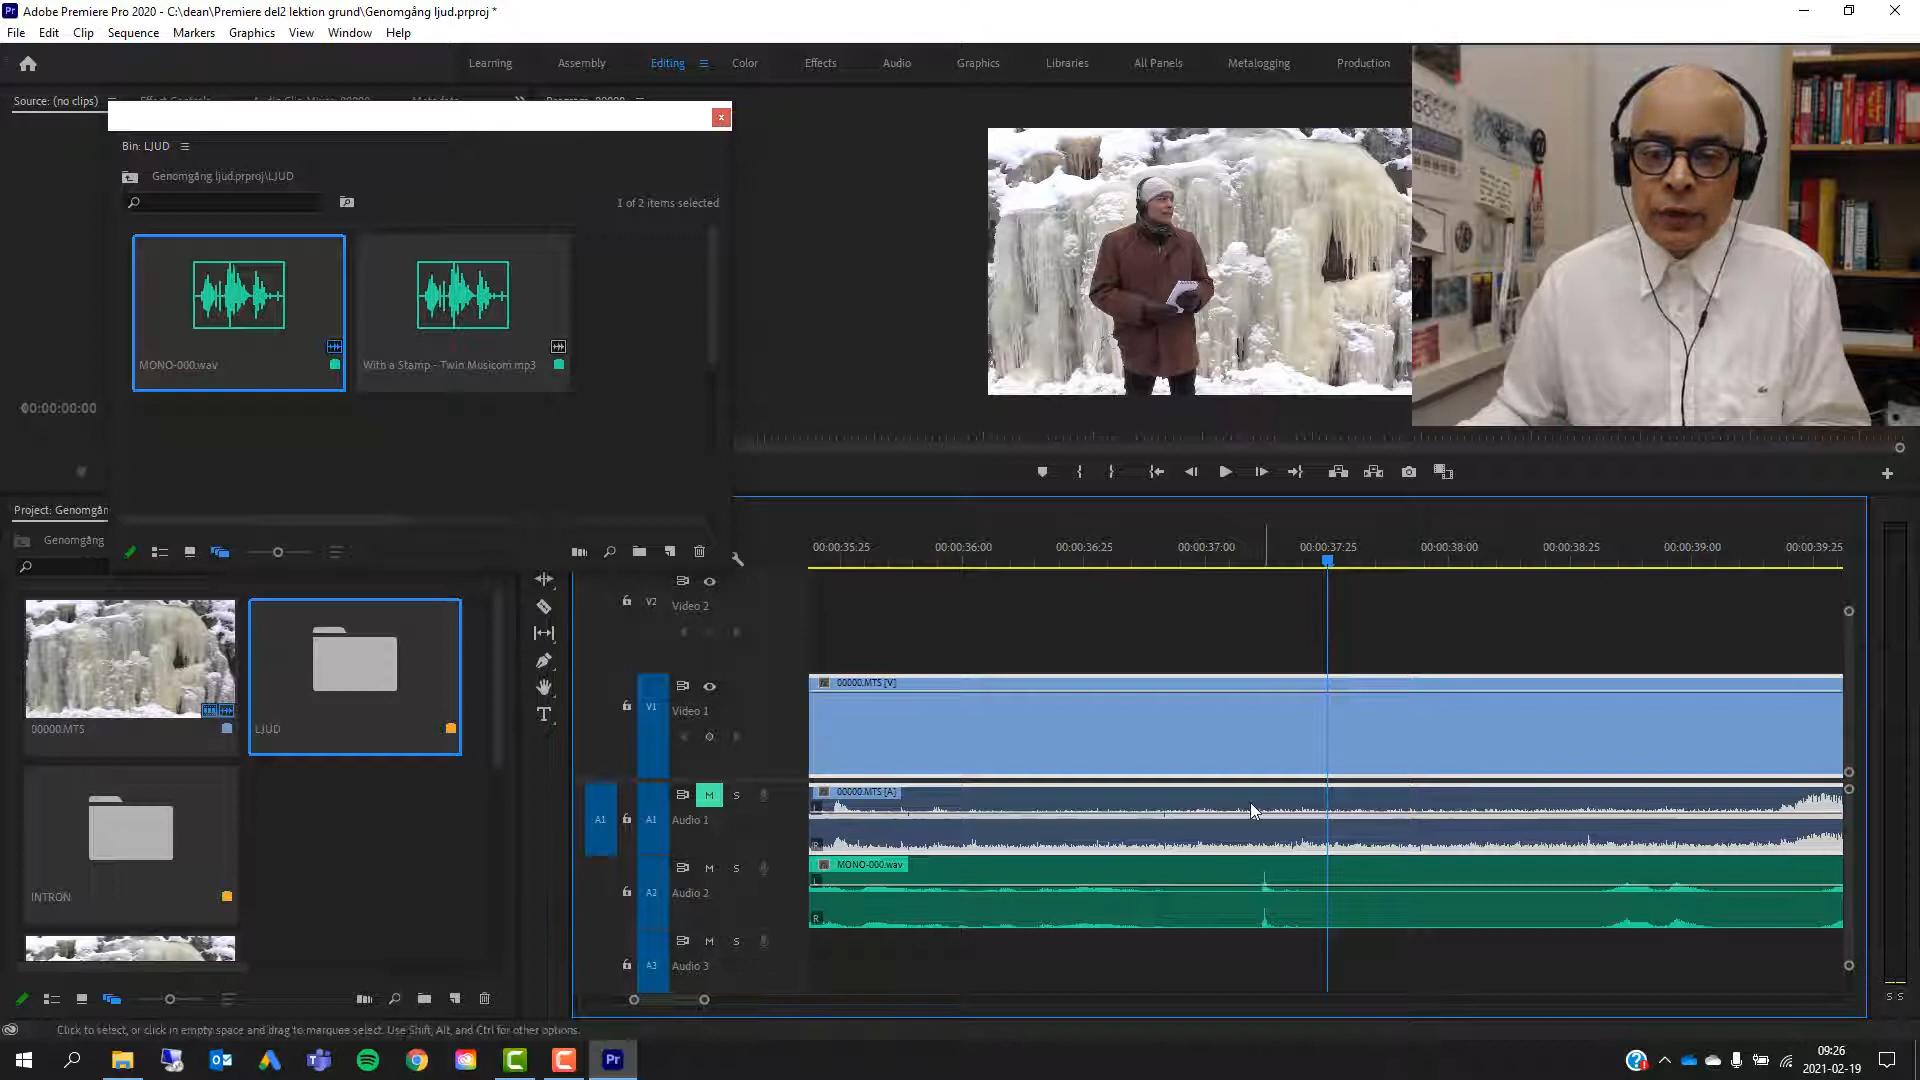 Adobe Premiere Pro 2020 - C:\dean\Premiere del2 lektion grund\Genomgång ljud.prproj *
File Edit Clip Sequence Markers Graphics View Window Help
Learning Assembly Editing Color Effects Audio Graphics Libraries All Panels Metalogging Production
Source: (no clips) Effect Controls Audio Clip Mixer: 00000 Metadata Program: 00000
Bin: LJUD
Genomgång ljud.prproj\LJUD
1 of 2 items selected
MONO-000.wav
With a Stamp - Twin Musicom.mp3
00:00:00:00
Project: Genomgån
Genomgång
00:00:35:25 00:00:36:00 00:00:36:25 00:00:37:00 00:00:37:25 00:00:38:00 00:00:38:25 00:00:39:00 00:00:39:25
V2 Video 2
00000.MTS [V]
V1 Video 1
00000.MTS
LJUD
INTRON
00000.MTS [A]
M S
L
A1 A1 Audio 1
R
MONO-000.wav
M S
L
A2 Audio 2
R
M S
A3 Audio 3
S S
Click to select, or click in empty space and drag to marquee select. Use Shift, Alt, and Ctrl for other options.
Pr
09:26
2021-02-19